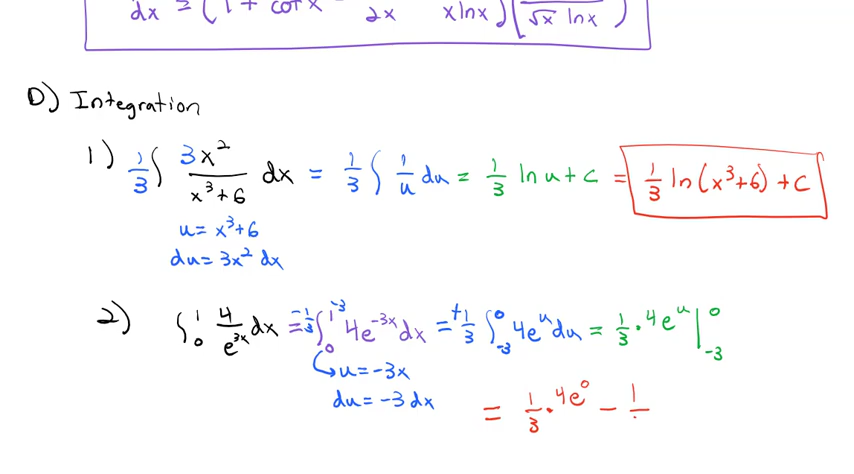 dx = (1 + cot x - 2x x ln x) [ √x ln x )
D) Integration
1) 1/3 ∫ 3x²/(x³+6) dx = 1/3 ∫ 1/u du = 1/3 ln u + c = 1/3 ln(x³+6) + c
u = x³+6
du = 3x² dx
2) ∫₀¹ 4/e^(3x) dx = -1/3 ∫₀¹ -3 4e^(-3x) dx = +1/3 ∫₋₃⁰ 4e^u du = 1/3 · 4e^u |₋₃⁰
u = -3x
du = -3 dx
= 1/3 · 4e⁰ - 1